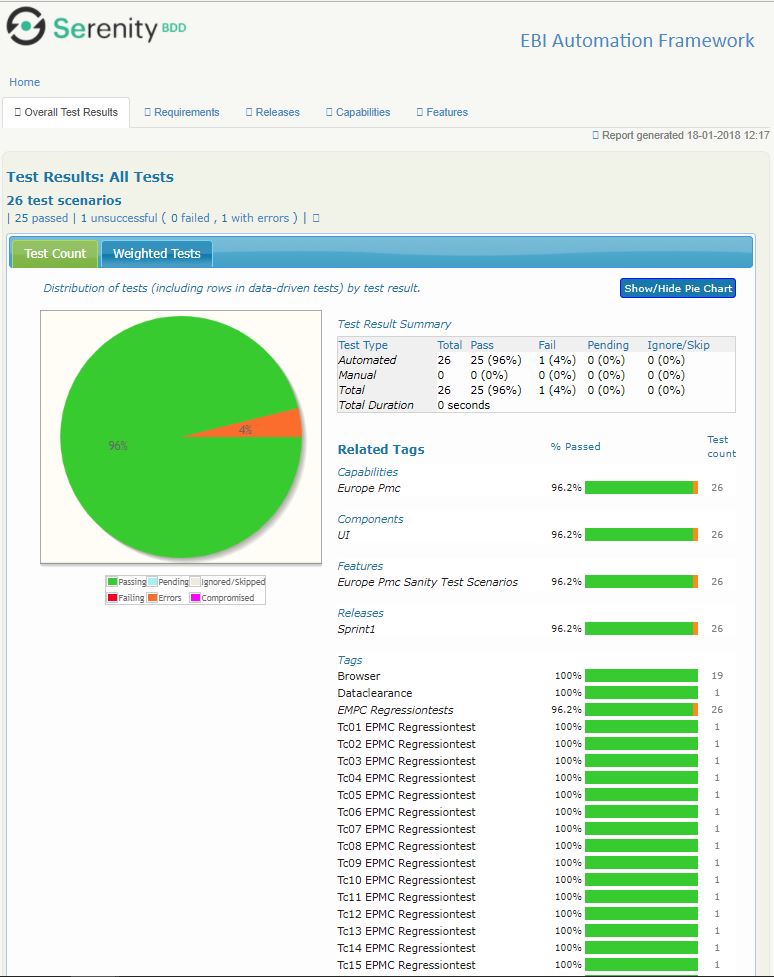 Serenity BDD
EBI Automation Framework
Home
Overall Test Results Requirements Releases Capabilities Features
Report generated 18-01-2018 12:17
Test Results: All Tests
26 test scenarios
| 25 passed | 1 unsuccessful ( 0 failed , 1 with errors ) |
Test Count Weighted Tests
Distribution of tests (including rows in data-driven tests) by test result.
Show/Hide Pie Chart
96%
4%
Passing Pending Ignored/Skipped
Failing Errors Compromised
Test Result Summary
Test Type Total Pass Fail Pending Ignore/Skip
Automated 26 25 (96%) 1 (4%) 0 (0%) 0 (0%)
Manual 0 0 (0%) 0 (0%) 0 (0%) 0 (0%)
Total 26 25 (96%) 1 (4%) 0 (0%) 0 (0%)
Total Duration 0 seconds
Related Tags % Passed Test count
Capabilities
Europe Pmc 96.2% 26
Components
UI 96.2% 26
Features
Europe Pmc Sanity Test Scenarios 96.2% 26
Releases
Sprint1 96.2% 26
Tags
Browser 100% 19
Dataclearance 100% 1
EMPC Regressiontests 96.2% 26
Tc01 EPMC Regressiontest 100% 1
Tc02 EPMC Regressiontest 100% 1
Tc03 EPMC Regressiontest 100% 1
Tc04 EPMC Regressiontest 100% 1
Tc05 EPMC Regressiontest 100% 1
Tc06 EPMC Regressiontest 100% 1
Tc07 EPMC Regressiontest 100% 1
Tc08 EPMC Regressiontest 100% 1
Tc09 EPMC Regressiontest 100% 1
Tc10 EPMC Regressiontest 100% 1
Tc11 EPMC Regressiontest 100% 1
Tc12 EPMC Regressiontest 100% 1
Tc13 EPMC Regressiontest 100% 1
Tc14 EPMC Regressiontest 100% 1
Tc15 EPMC Regressiontest 100% 1